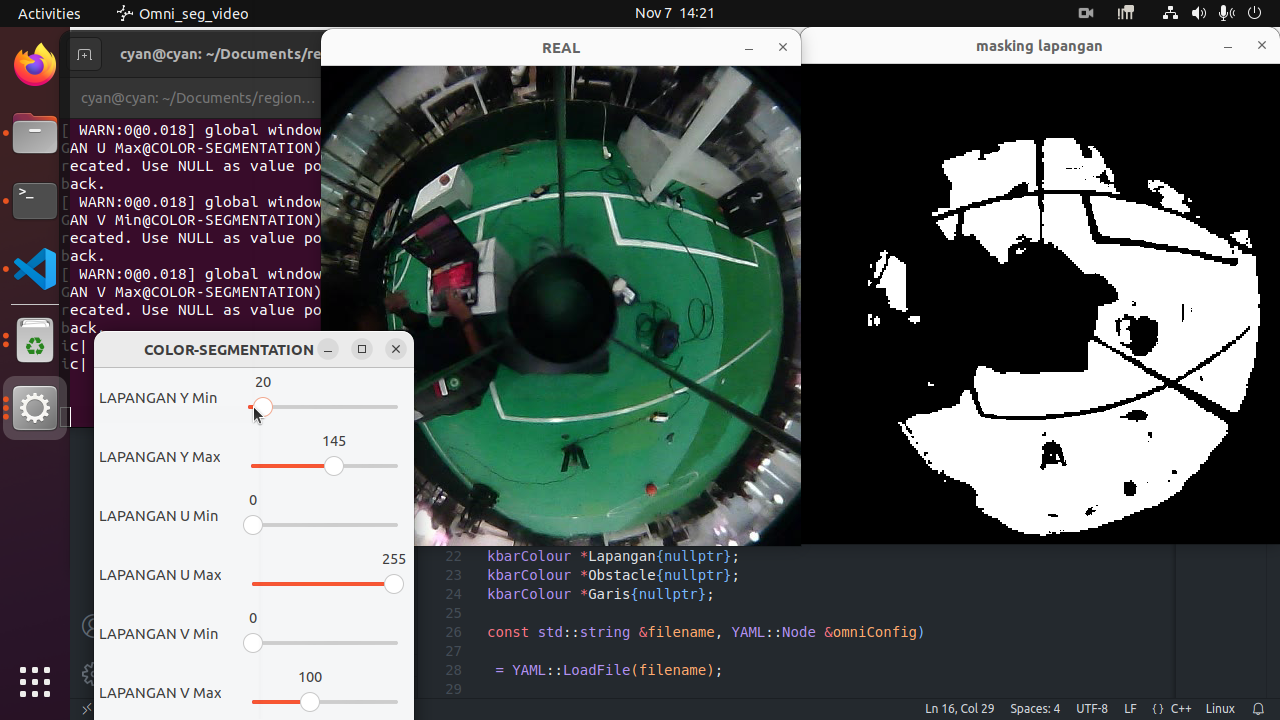 Activities
Omni_seg_video
Nov 7 14:21
cyan@cyan: ~/Documents/re
cyan@cyan: ~/Documents/region…
[ WARN:0@0.018] global window
GAN U Max@COLOR-SEGMENTATION)
recated. Use NULL as value po
back.
[ WARN:0@0.018] global window
GAN V Min@COLOR-SEGMENTATION)
recated. Use NULL as value po
back.
[ WARN:0@0.018] global window
GAN V Max@COLOR-SEGMENTATION)
recated. Use NULL as value po
back.
ic|
ic|
REAL
masking lapangan
COLOR-SEGMENTATION
LAPANGAN Y Min 20
LAPANGAN Y Max 145
LAPANGAN U Min 0
LAPANGAN U Max 255
LAPANGAN V Min 0
LAPANGAN V Max 100
22 kbarColour *Lapangan{nullptr};
23 kbarColour *Obstacle{nullptr};
24 kbarColour *Garis{nullptr};
25
26 const std::string &filename, YAML::Node &omniConfig)
27
28 = YAML::LoadFile(filename);
29
Ln 16, Col 29 Spaces: 4 UTF-8 LF {} C++ Linux